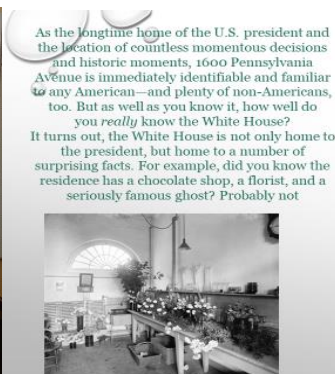 As the longtime home of the U.S. president and
the location of countless momentous decisions
and historic moments, 1600 Pennsylvania
Avenue is immediately identifiable and familiar
to any American—and plenty of non-Americans,
too. But as well as you know it, how well do
you really know the White House?
It turns out, the White House is not only home to
the president, but home to a number of
surprising facts. For example, did you know the
residence has a chocolate shop, a florist, and a
seriously famous ghost? Probably not